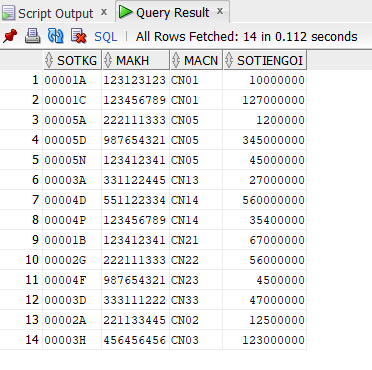 Script Output × Query Result ×
SQL | All Rows Fetched: 14 in 0.112 seconds
SOTKG MAKH MACN SOTIENGOI
1 00001A 123123123 CN01 10000000
2 00001C 123456789 CN01 127000000
3 00005A 222111333 CN05 1200000
4 00005D 987654321 CN05 345000000
5 00005N 123412341 CN05 45000000
6 00003A 331122445 CN13 27000000
7 00004D 551122334 CN14 560000000
8 00004P 123456789 CN14 35400000
9 00001B 123412341 CN21 67000000
10 00002G 222111333 CN22 56000000
11 00004F 987654321 CN23 4500000
12 00003D 333111222 CN33 47000000
13 00002A 221133445 CN02 12500000
14 00003H 456456456 CN03 123000000